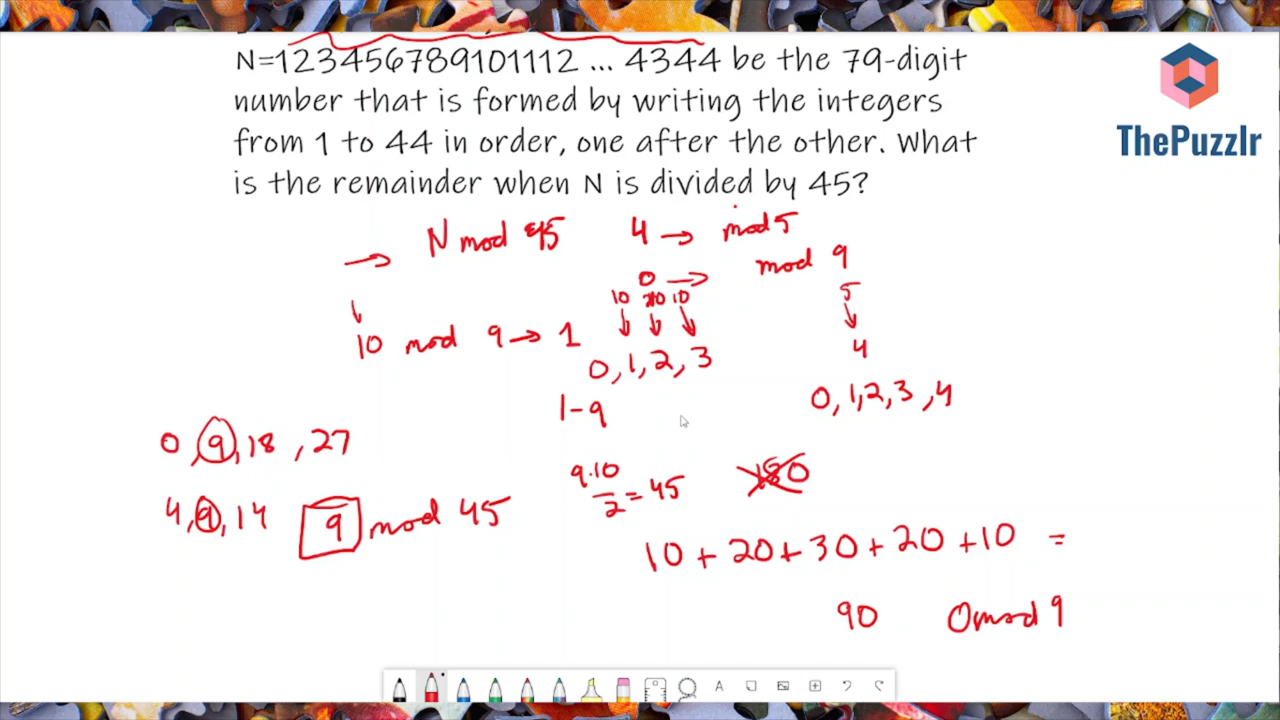 N=123456789101112 ... 4344 be the 79-digit
number that is formed by writing the integers
from 1 to 44 in order, one after the other. What
is the remainder when N is divided by 45?
ThePuzzlr
→ N mod 45 4 → mod 5
0 → mod 9
10 10 10 5
10 mod 9 → 1 0, 1, 2, 3 4
1-9 0, 1, 2, 3, 4
0, 9, 18, 27
9·10/2 = 45 180
4, 9, 14 9 mod 45
10 + 20 + 30 + 20 + 10 =
90 0 mod 9
A